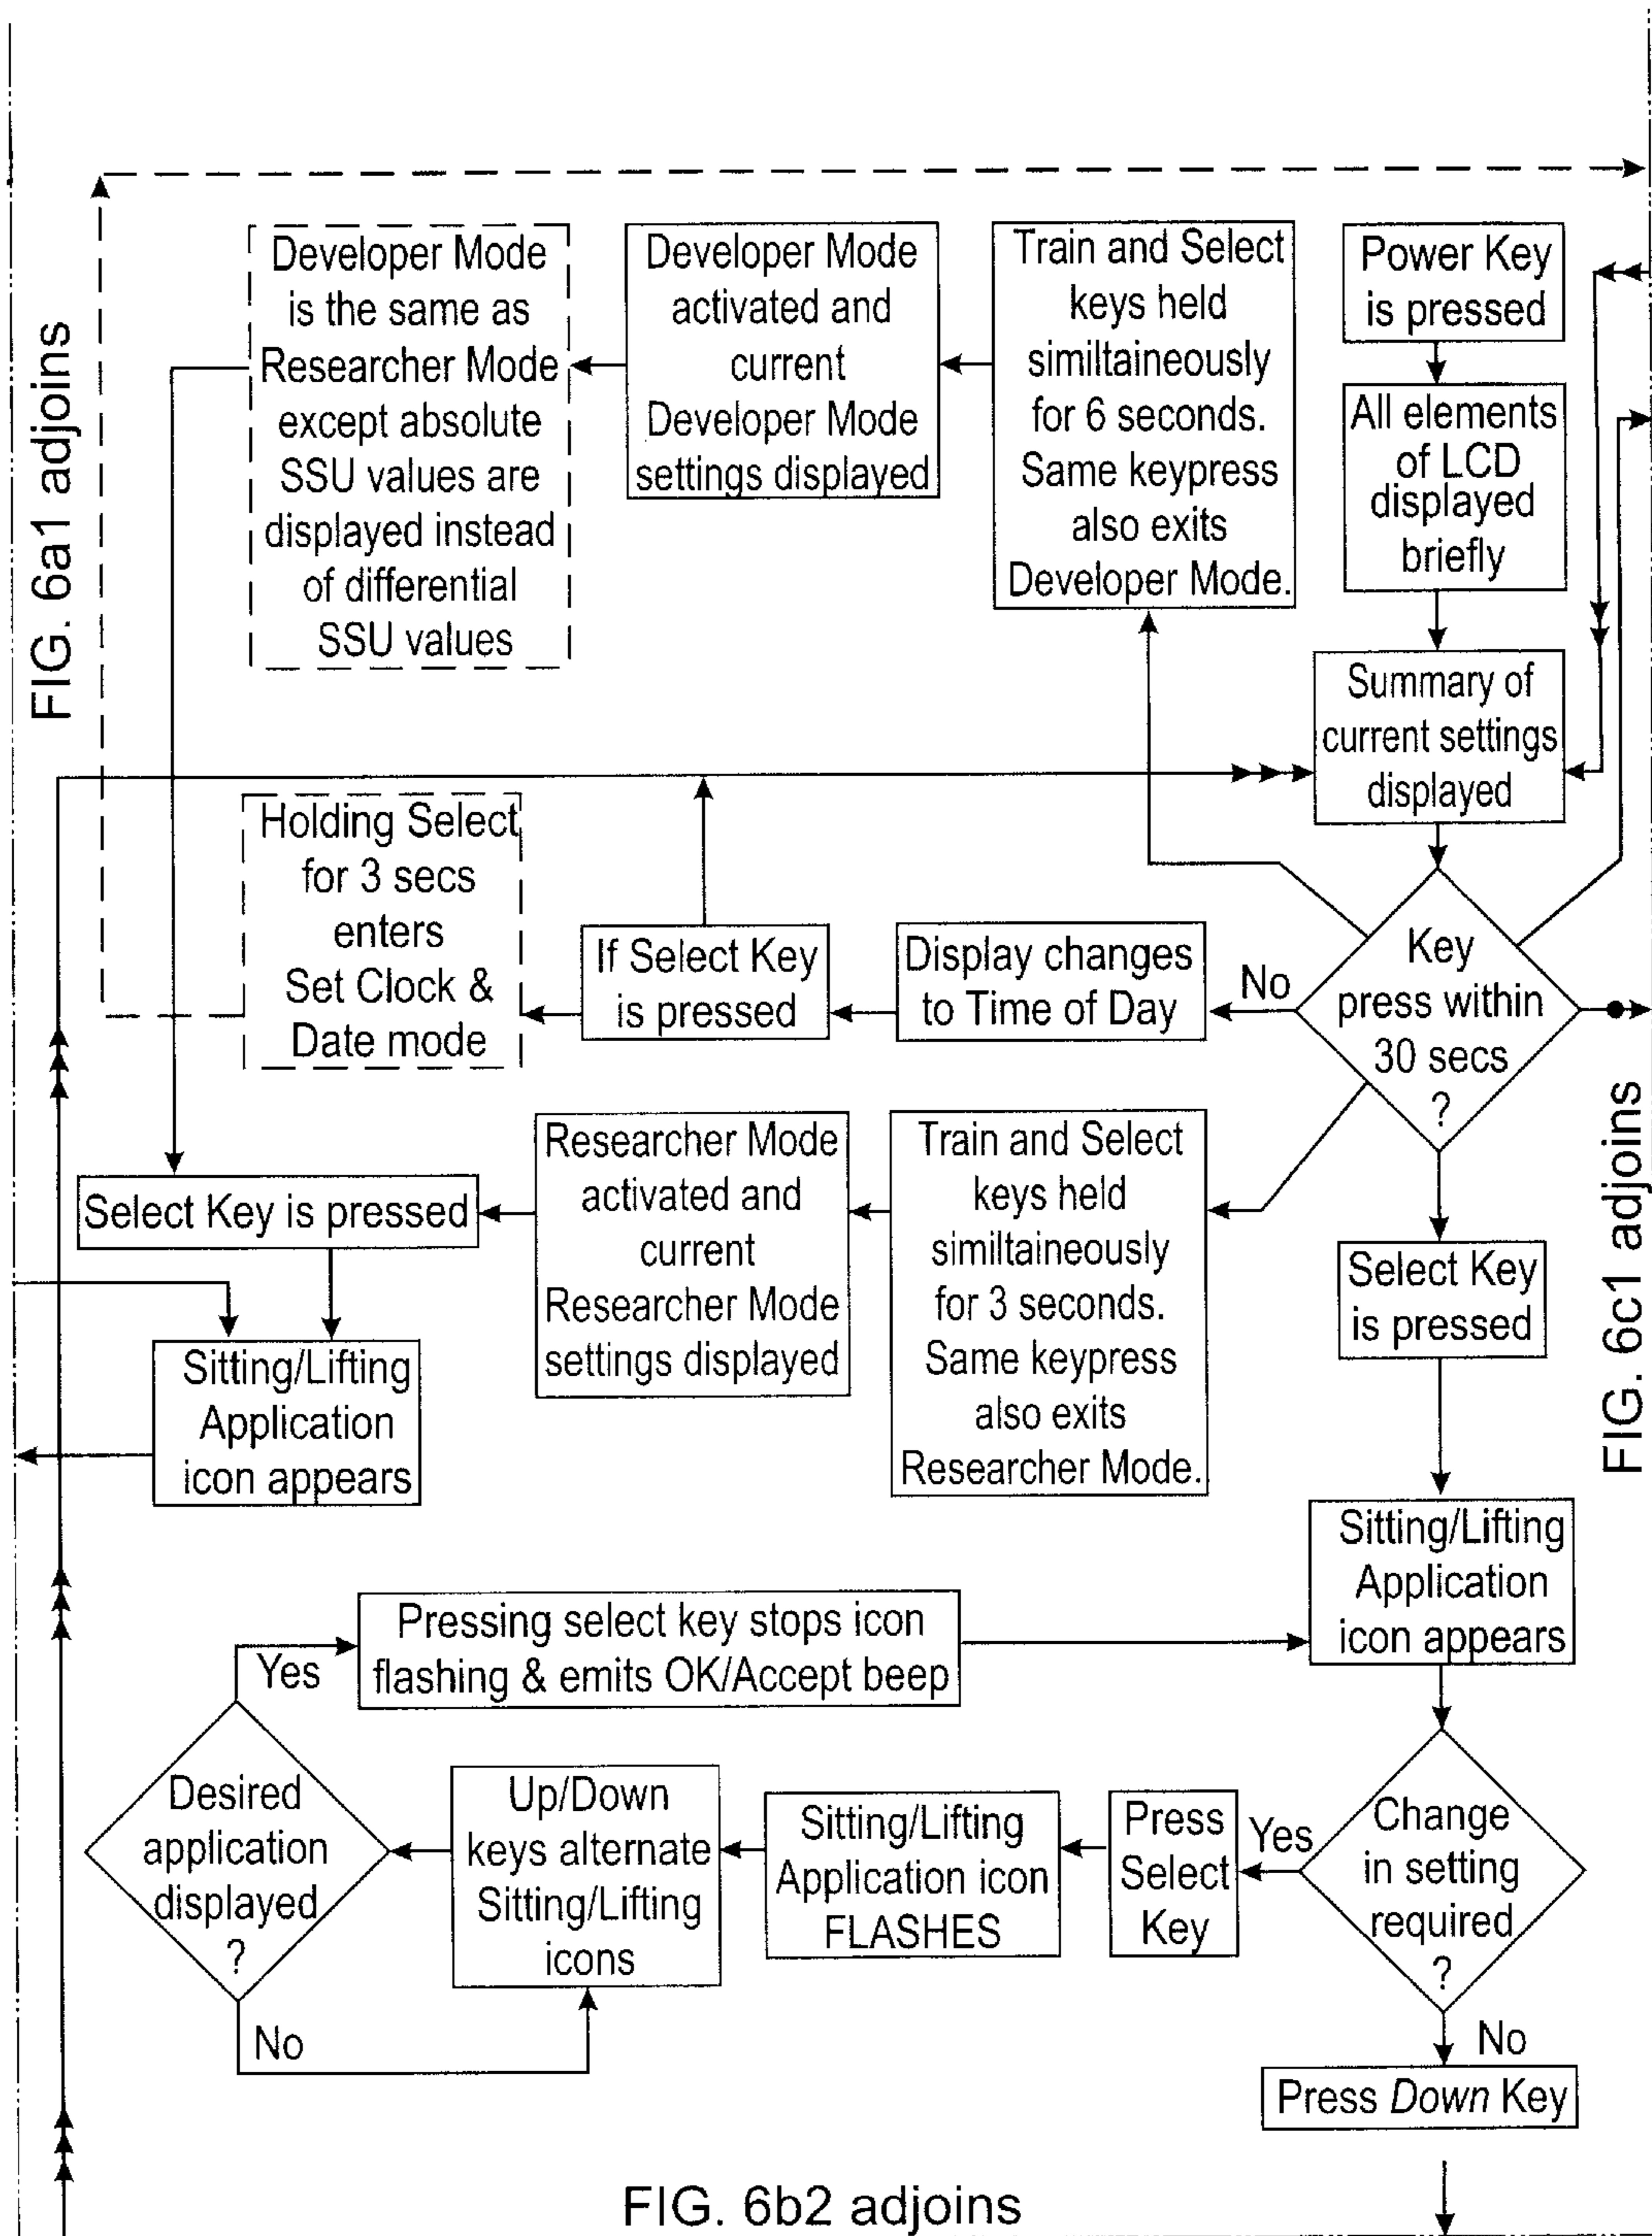 FIG. 6a1 adjoins
Developer Mode
is the same as
Researcher Mode
except absolute
SSU values are
displayed instead
of differential
SSU values
Developer Mode
activated and
current
Developer Mode
settings displayed
Train and Select
keys held
similtaineously
for 6 seconds.
Same keypress
also exits
Developer Mode.
Power Key
is pressed
All elements
of LCD
displayed
briefly
Summary of
current settings
displayed
Holding Select
for 3 secs
enters
Set Clock &
Date mode
If Select Key
is pressed
Display changes
to Time of Day
No
Key
press within
30 secs
?
FIG. 6c1 adjoins
Select Key is pressed
Researcher Mode
activated and
current
Researcher Mode
settings displayed
Train and Select
keys held
similtaineously
for 3 seconds.
Same keypress
also exits
Researcher Mode.
Select Key
is pressed
Sitting/Lifting
Application
icon appears
Sitting/Lifting
Application
icon appears
Pressing select key stops icon
flashing & emits OK/Accept beep
Yes
Desired
application
displayed
?
No
Up/Down
keys alternate
Sitting/Lifting
icons
Sitting/Lifting
Application icon
FLASHES
Press
Select
Key
Yes
Change
in setting
required
?
No
Press Down Key
FIG. 6b2 adjoins